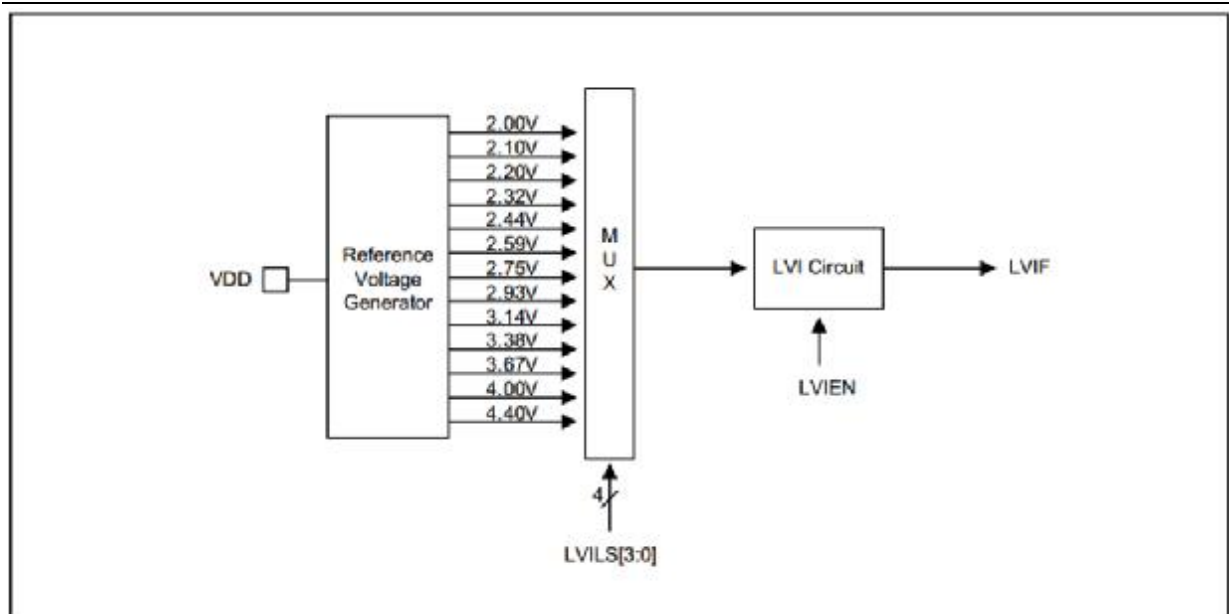 VDD
Reference
Voltage
Generator
2.00V
2.10V
2.20V
2.32V
2.44V
2.59V
2.75V
2.93V
3.14V
3.38V
3.67V
4.00V
4.40V
M
U
X
4
LVILS[3:0]
LVI Circuit
LVIEN
LVIF